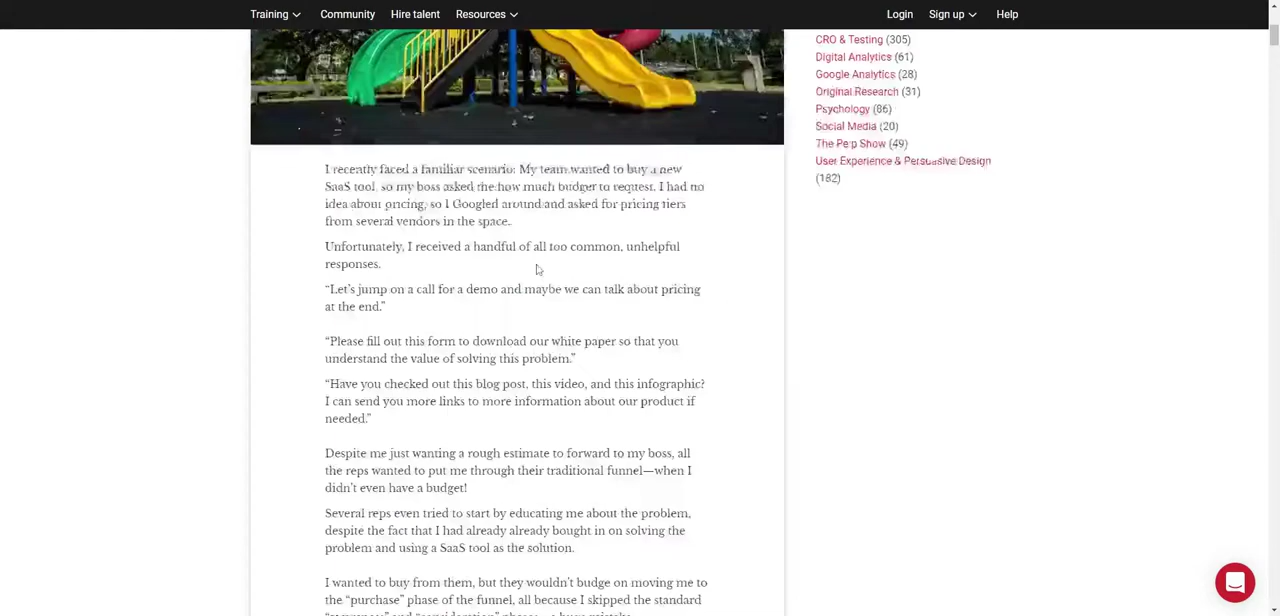 Training Community Hire talent Resources Login Sign up Help
CRO & Testing (305)
Digital Analytics (61)
Google Analytics (28)
Original Research (31)
Psychology (86)
Social Media (20)
The Pe:p Show (49)
User Experience & Persuasive Design
(182)
I recently faced a familiar scenario: My team wanted to buy a new
SaaS tool, so my boss asked me how much budget to request. I had no
idea about pricing, so I Googled around and asked for pricing tiers
from several vendors in the space.
Unfortunately, I received a handful of all too common, unhelpful
responses.
“Let’s jump on a call for a demo and maybe we can talk about pricing
at the end.”
“Please fill out this form to download our white paper so that you
understand the value of solving this problem.”
“Have you checked out this blog post, this video, and this infographic?
I can send you more links to more information about our product if
needed.”
Despite me just wanting a rough estimate to forward to my boss, all
the reps wanted to put me through their traditional funnel—when I
didn’t even have a budget!
Several reps even tried to start by educating me about the problem,
despite the fact that I had already already bought in on solving the
problem and using a SaaS tool as the solution.
I wanted to buy from them, but they wouldn’t budge on moving me to
the “purchase” phase of the funnel, all because I skipped the standard